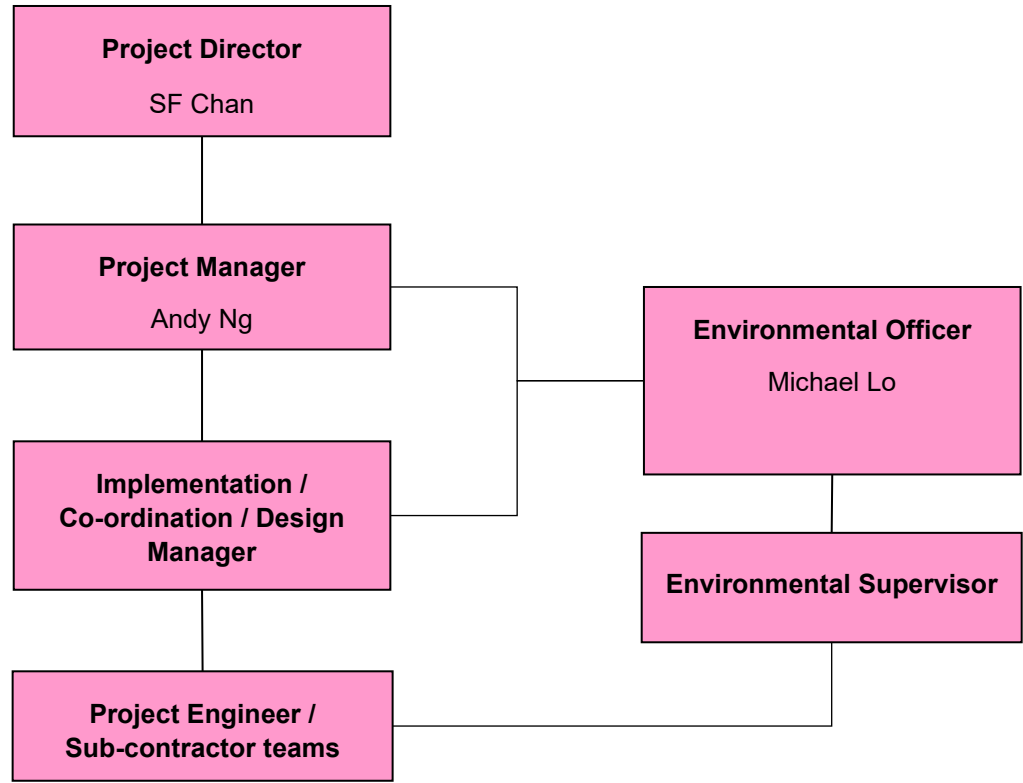 Project Director
SF Chan
Project Manager
Andy Ng
Environmental Officer
Michael Lo
Implementation /
Co-ordination / Design
Manager
Environmental Supervisor
Project Engineer /
Sub-contractor teams